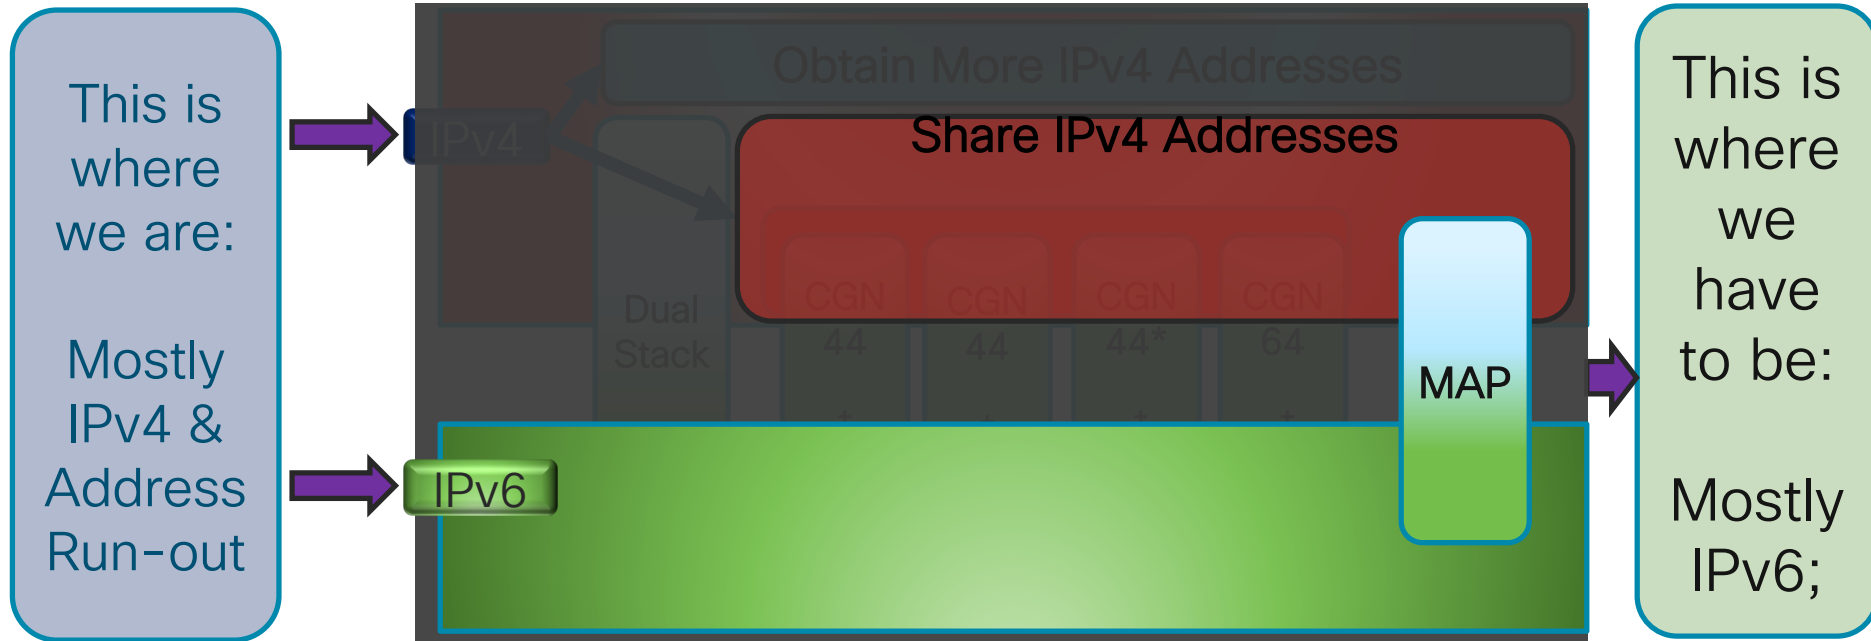 This is
where
we are:
Mostly
IPv4 &
Address
Run-out
Obtain More IPv4 Addresses
IPv4
Share IPv4 Addresses
Dual
Stack
CGN
44
+
CGN
44
CGN
44*
+
CGN
64
+
MAP
IPv6
This is
where
we
have
to be:
Mostly
IPv6;